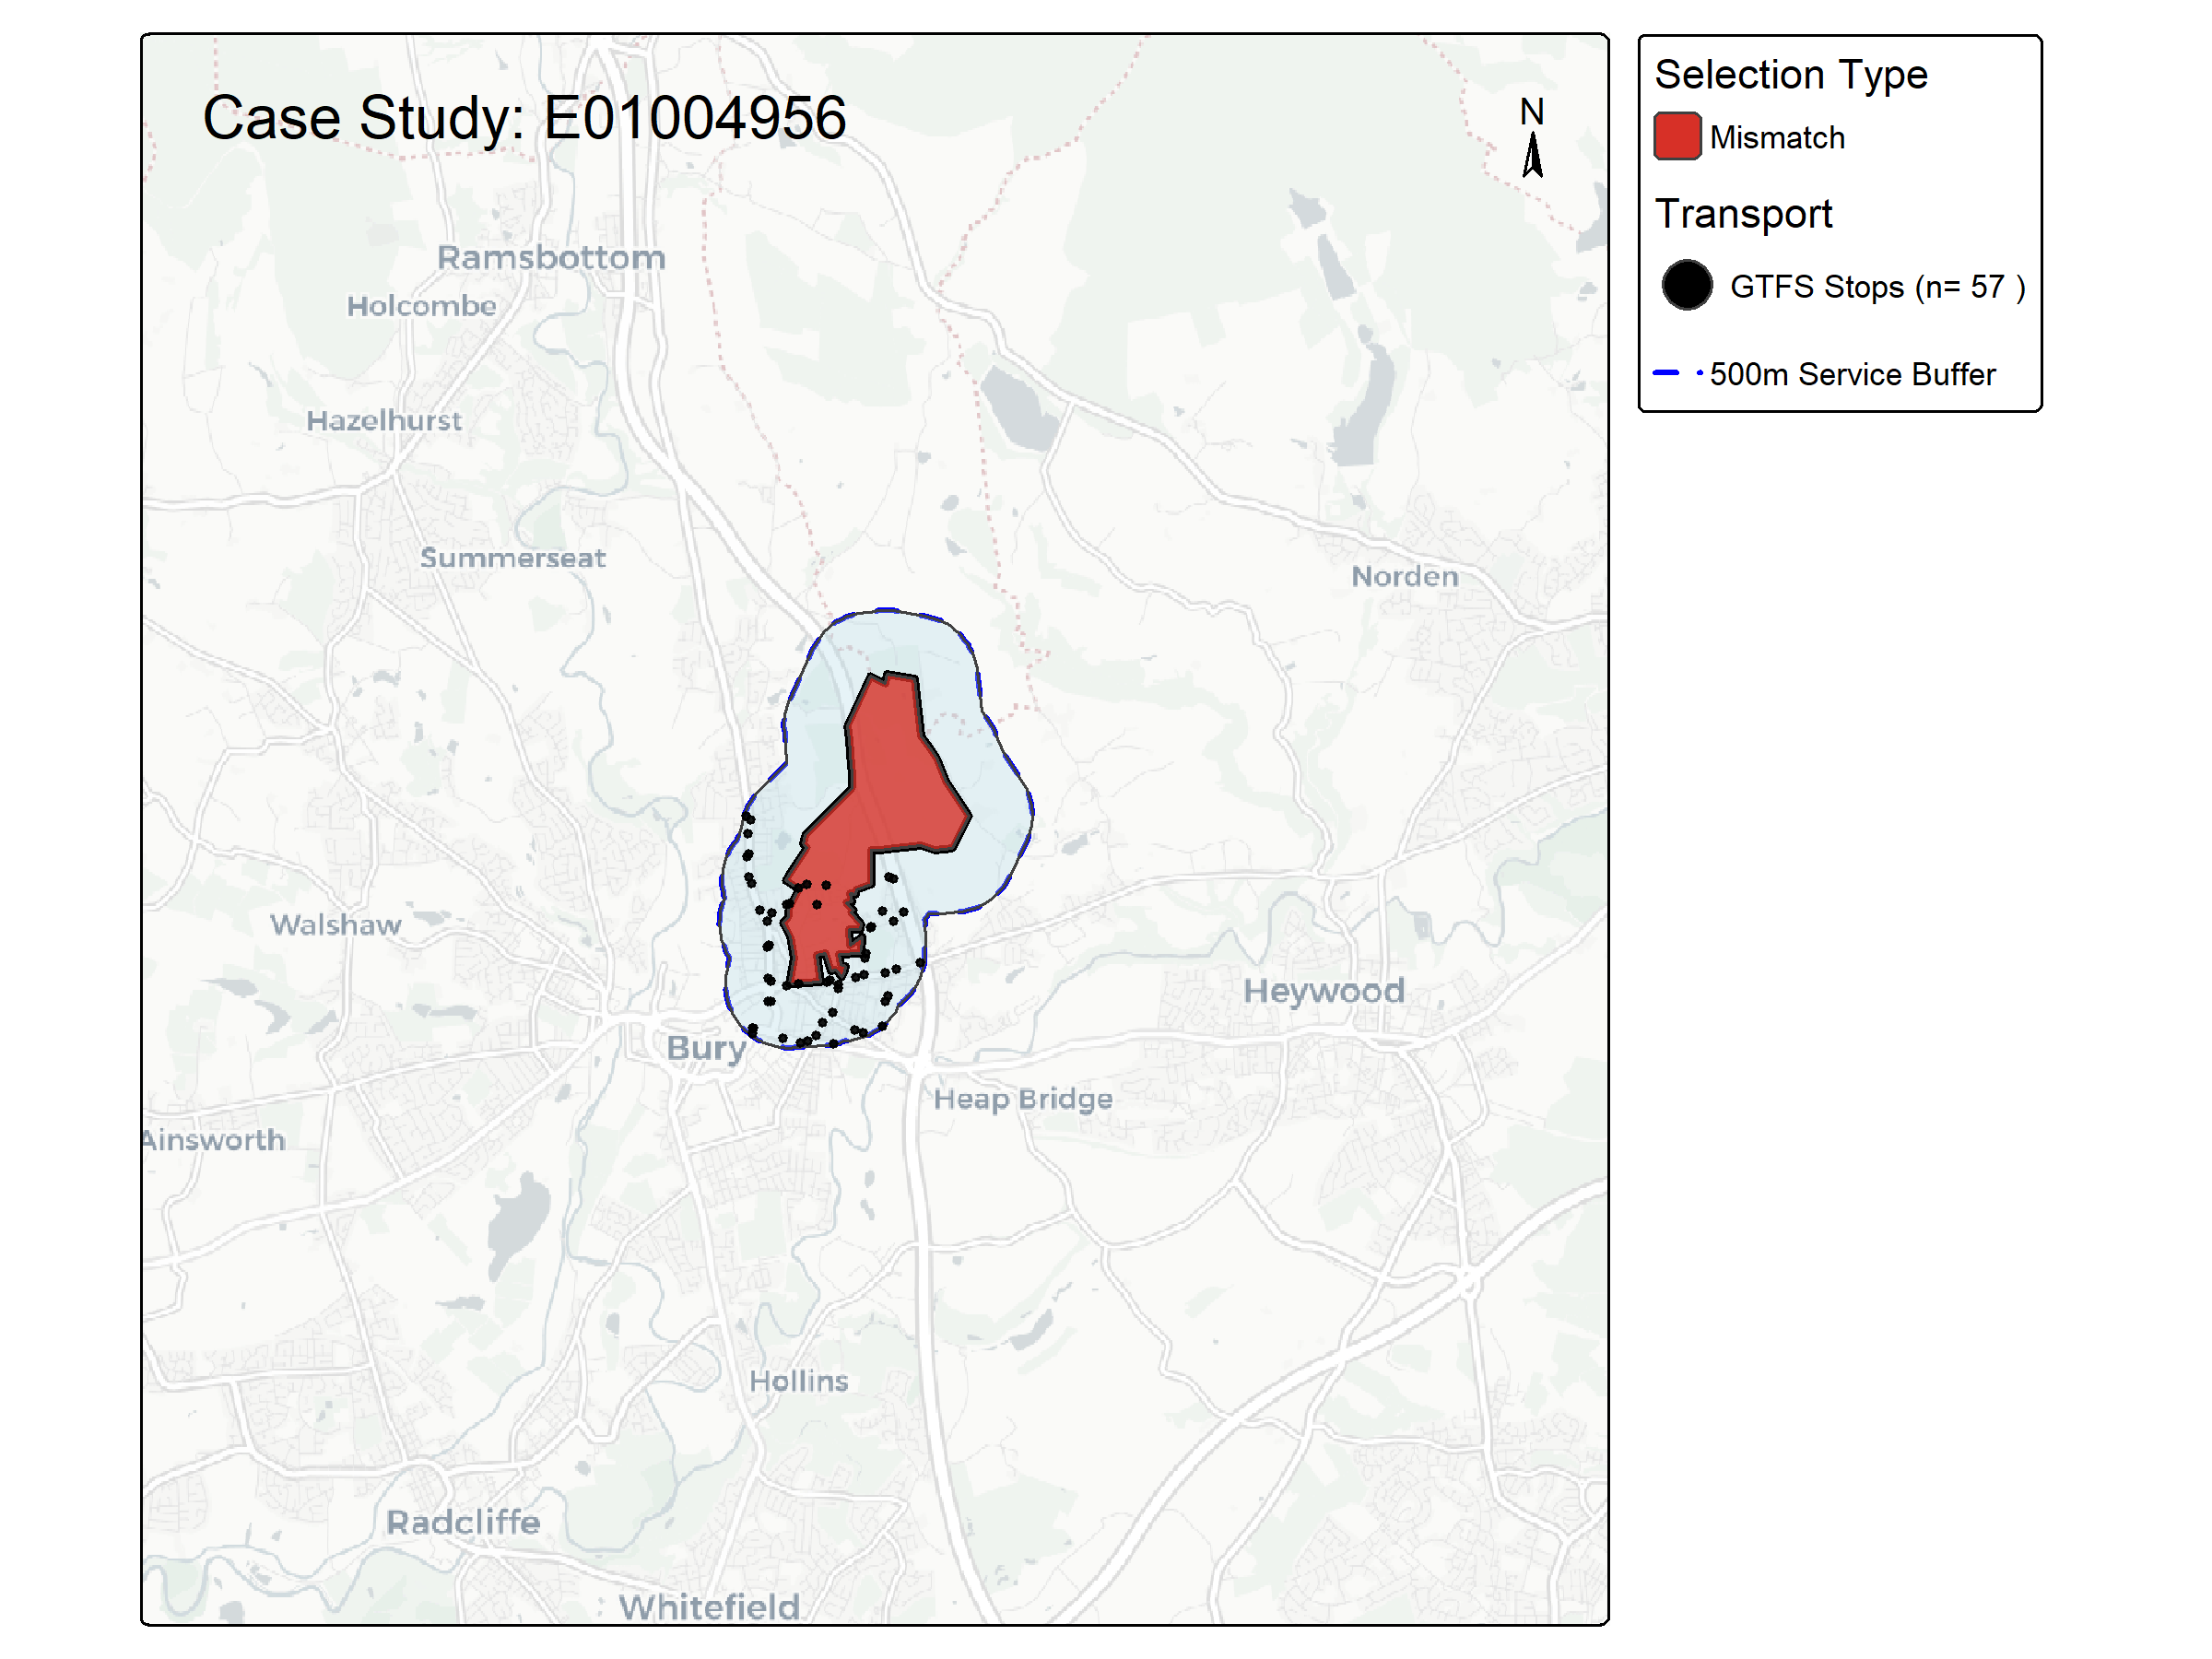 Case Study: E01004956
N
Ramsbottom
Holcombe
Hazelhurst
Summerseat
Norden
Walshaw
Heywood
Bury
Heap Bridge
Ainsworth
Hollins
Radcliffe
Whitefield
Selection Type
Mismatch
Transport
GTFS Stops (n= 57 )
500m Service Buffer